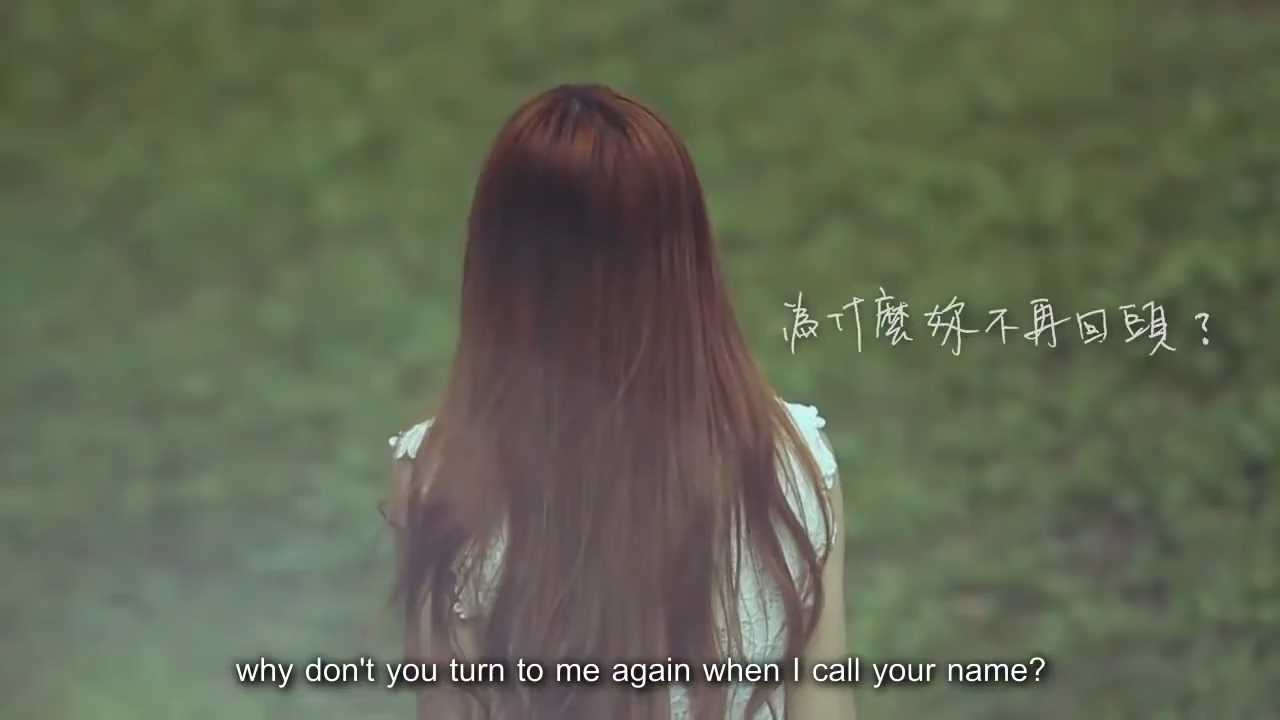 為什麼妳不再回頭？
why don't you turn to me again when I call your name?